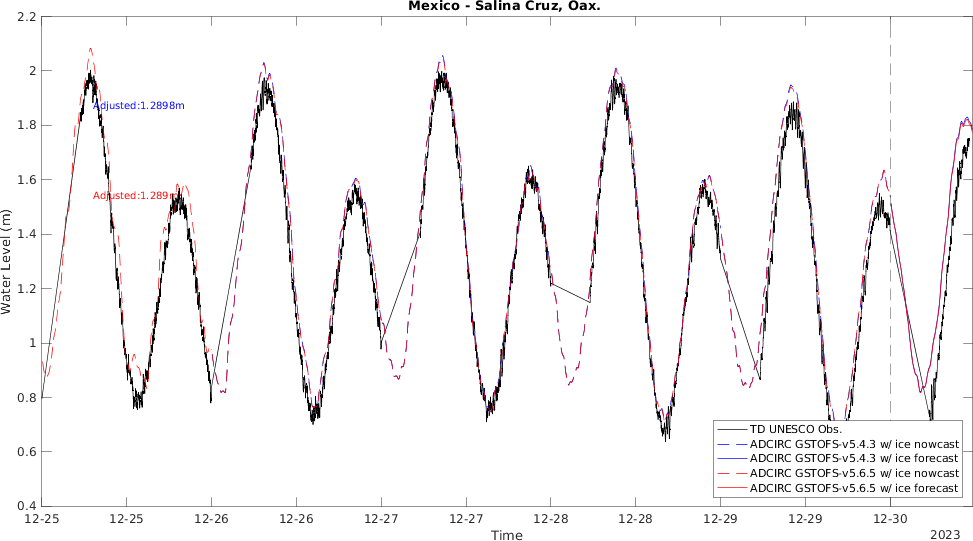 Mexico - Salina Cruz, Oax.
2.2
2
1.8
1.6
1.4
1.2
1
0.8
0.6
0.4
Water Level (m)
Adjusted:1.2898m
Adjusted:1.289
TD UNESCO Obs.
ADCIRC GSTOFS-v5.4.3 w/ ice nowcast
ADCIRC GSTOFS-v5.4.3 w/ ice forecast
ADCIRC GSTOFS-v5.6.5 w/ ice nowcast
ADCIRC GSTOFS-v5.6.5 w/ ice forecast
12-25 12-25 12-26 12-26 12-27 12-27 12-28 12-28 12-29 12-29 12-30
Time
2023